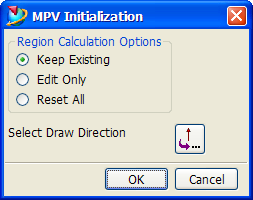 MPV Initialization
Region Calculation Options
Keep Existing
Edit Only
Reset All
Select Draw Direction
OK
Cancel